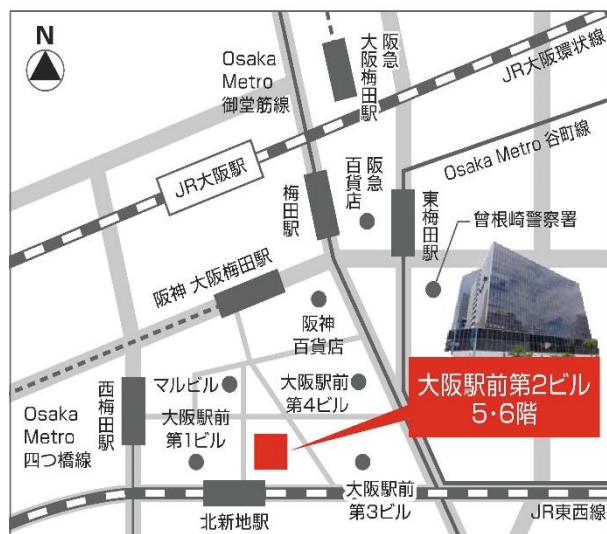 N
Osaka
Metro
御堂筋線
阪急
大阪梅田駅
JR大阪環状線
JR大阪駅
梅田駅
阪急
百貨店
東梅田駅
Osaka Metro 谷町線
曾根崎警察署
阪神 大阪梅田駅
阪神
百貨店
西梅田駅
マルビル
大阪駅前
第4ビル
大阪駅前第2ビル
5・6階
Osaka
Metro
四つ橋線
大阪駅前
第1ビル
大阪駅前
第3ビル
北新地駅
JR東西線